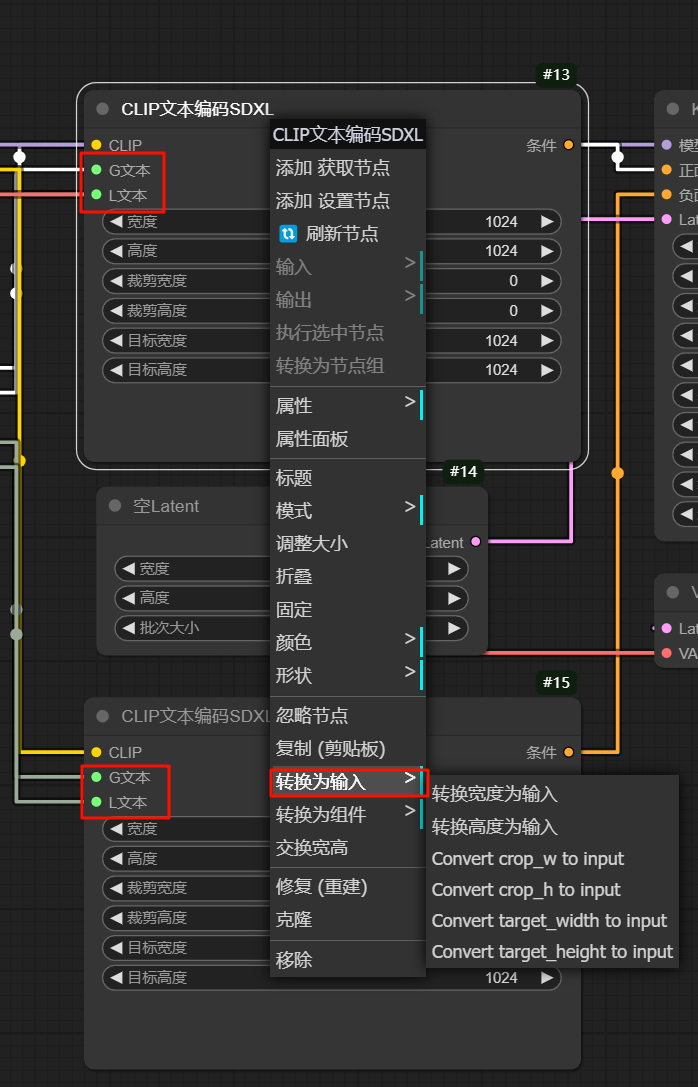 #13
CLIP文本编码SDXL
CLIP
G文本
L文本
条件
宽度
1024
高度
1024
裁剪宽度
0
裁剪高度
0
目标宽度
1024
目标高度
1024
CLIP文本编码SDXL
添加 获取节点
添加 设置节点
刷新节点
输入
输出
执行选中节点
转换为节点组
属性
属性面板
标题
模式
调整大小
折叠
固定
颜色
形状
忽略节点
复制 (剪贴板)
转换为输入
转换为组件
交换宽高
修复 (重建)
克隆
移除
转换宽度为输入
转换高度为输入
Convert crop_w to input
Convert crop_h to input
Convert target_width to input
Convert target_height to input
#14
空Latent
Latent
宽度
高度
批次大小
#15
CLIP文本编码SDXL
CLIP
G文本
L文本
条件
宽度
高度
裁剪宽度
裁剪高度
目标宽度
目标高度
1024
K
模型
正面
负面
Lat
V
Lat
VA